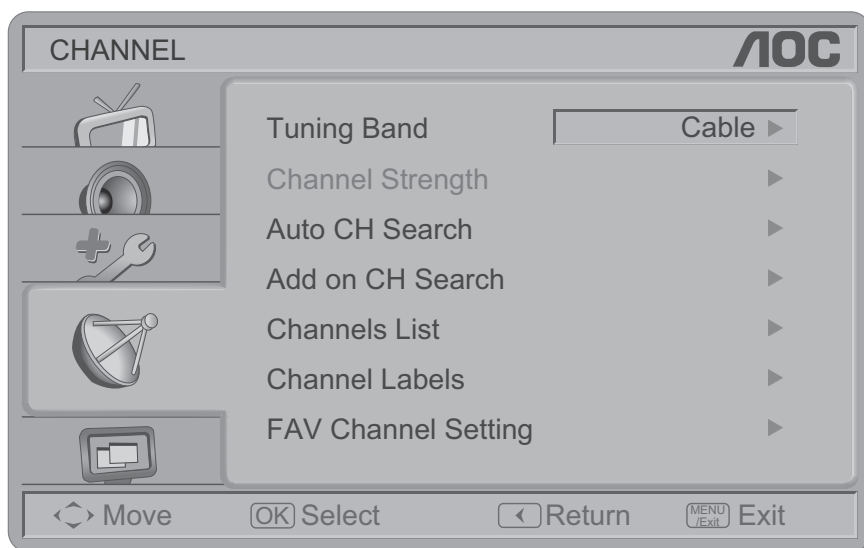 CHANNEL
AOC
Tuning Band Cable
Channel Strength
Auto CH Search
Add on CH Search
Channels List
Channel Labels
FAV Channel Setting
Move OK Select Return MENU /Exit Exit